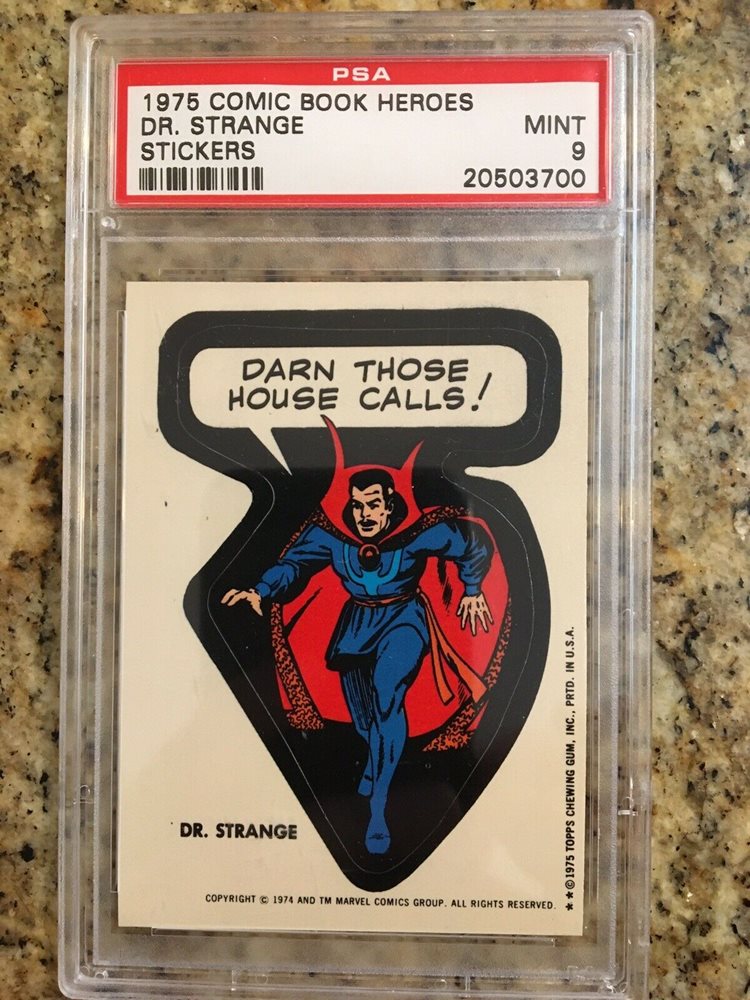 PSA
1975 COMIC BOOK HEROES
DR. STRANGE MINT
STICKERS 9
20503700
DARN THOSE
HOUSE CALLS!
DR. STRANGE
COPYRIGHT © 1974 AND TM MARVEL COMICS GROUP. ALL RIGHTS RESERVED.
★★©1975 TOPPS CHEWING GUM, INC., PRTD. IN U.S.A.